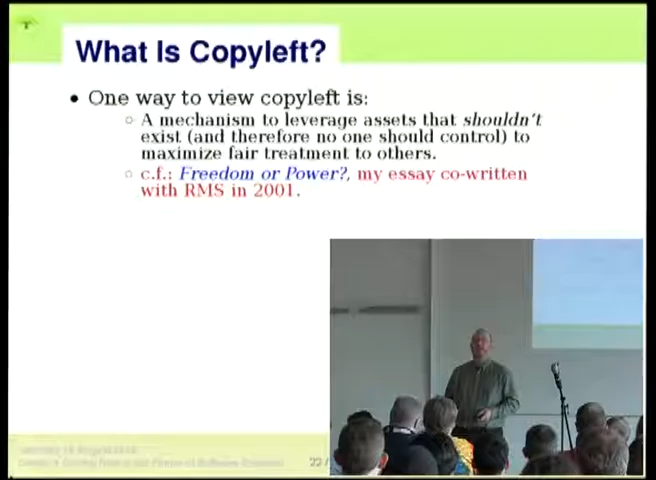 What Is Copyleft?
• One way to view copyleft is:
○ A mechanism to leverage assets that shouldn't
exist (and therefore no one should control) to
maximize fair treatment to others.
○ c.f.: Freedom or Power?, my essay co-written
with RMS in 2001.
22/